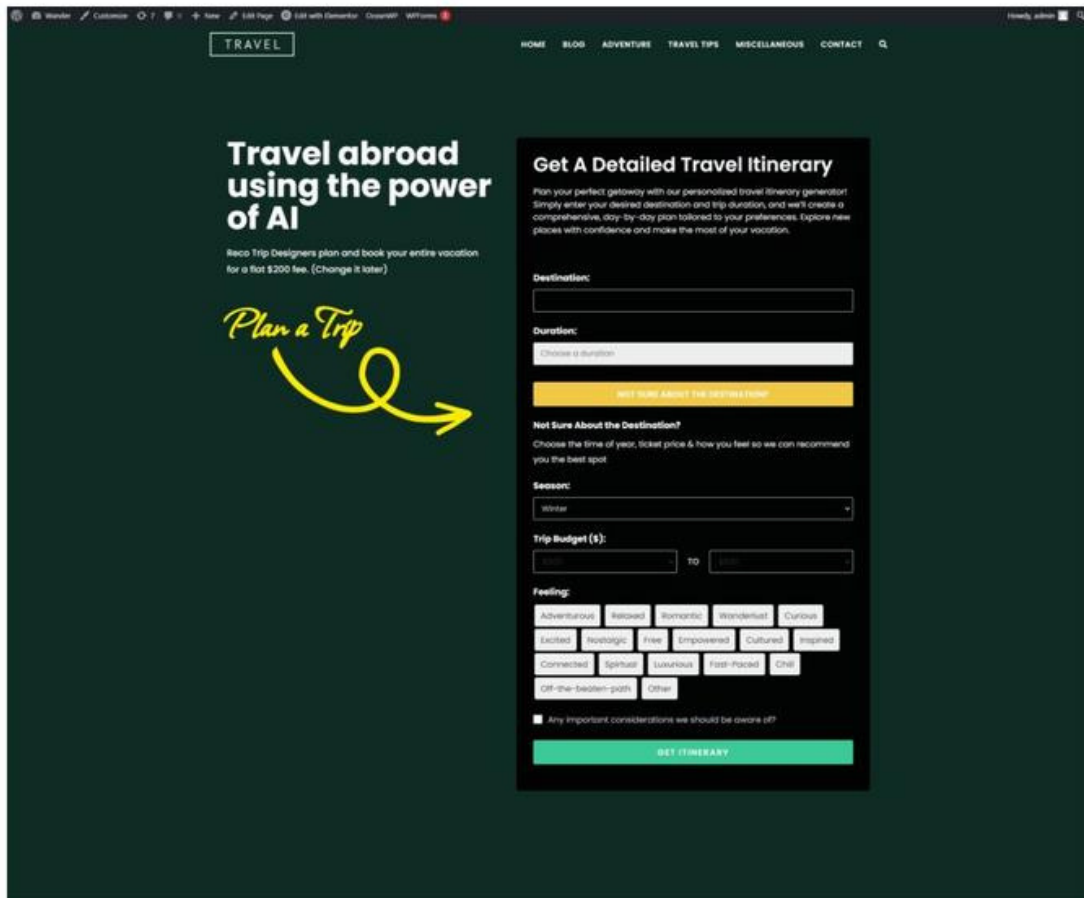 Wander Customize 7 New Edit Page Edit with Elementor OceanWP WPForms Howdy, admin
TRAVEL
HOME BLOG ADVENTURE TRAVEL TIPS MISCELLANEOUS CONTACT
Travel abroad
using the power
of AI
Reco Trip Designers plan and book your entire vacation
for a flat $200 fee. (Change it later)
Plan a Trip
Get A Detailed Travel Itinerary
Plan your perfect getaway with our personalized travel itinerary generator!
Simply enter your desired destination and trip duration, and we'll create a
comprehensive, day-by-day plan tailored to your preferences. Explore new
places with confidence and make the most of your vacation.
Destination:
Duration:
Choose a duration
NOT SURE ABOUT THE DESTINATION?
Not Sure About the Destination?
Choose the time of year, ticket price & how you feel so we can recommend
you the best spot
Season:
Winter
Trip Budget ($):
TO
Feeling:
Adventurous Relaxed Romantic Wanderlust Curious
Excited Nostalgic Free Empowered Cultured Inspired
Connected Spiritual Luxurious Fast-Paced Chill
Off-the-beaten-path Other
Any important considerations we should be aware of?
GET ITINERARY